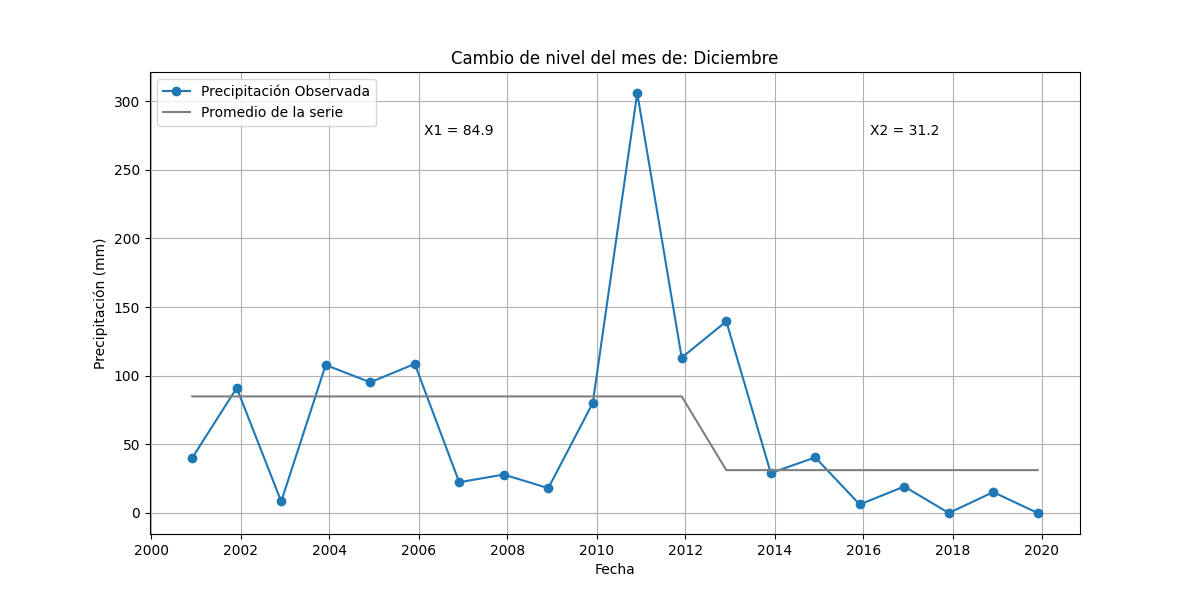 Cambio de nivel del mes de: Diciembre
Precipitación Observada
Promedio de la serie
X1 = 84.9
X2 = 31.2
Precipitación (mm)
300
250
200
150
100
50
0
2000 2002 2004 2006 2008 2010 2012 2014 2016 2018 2020
Fecha